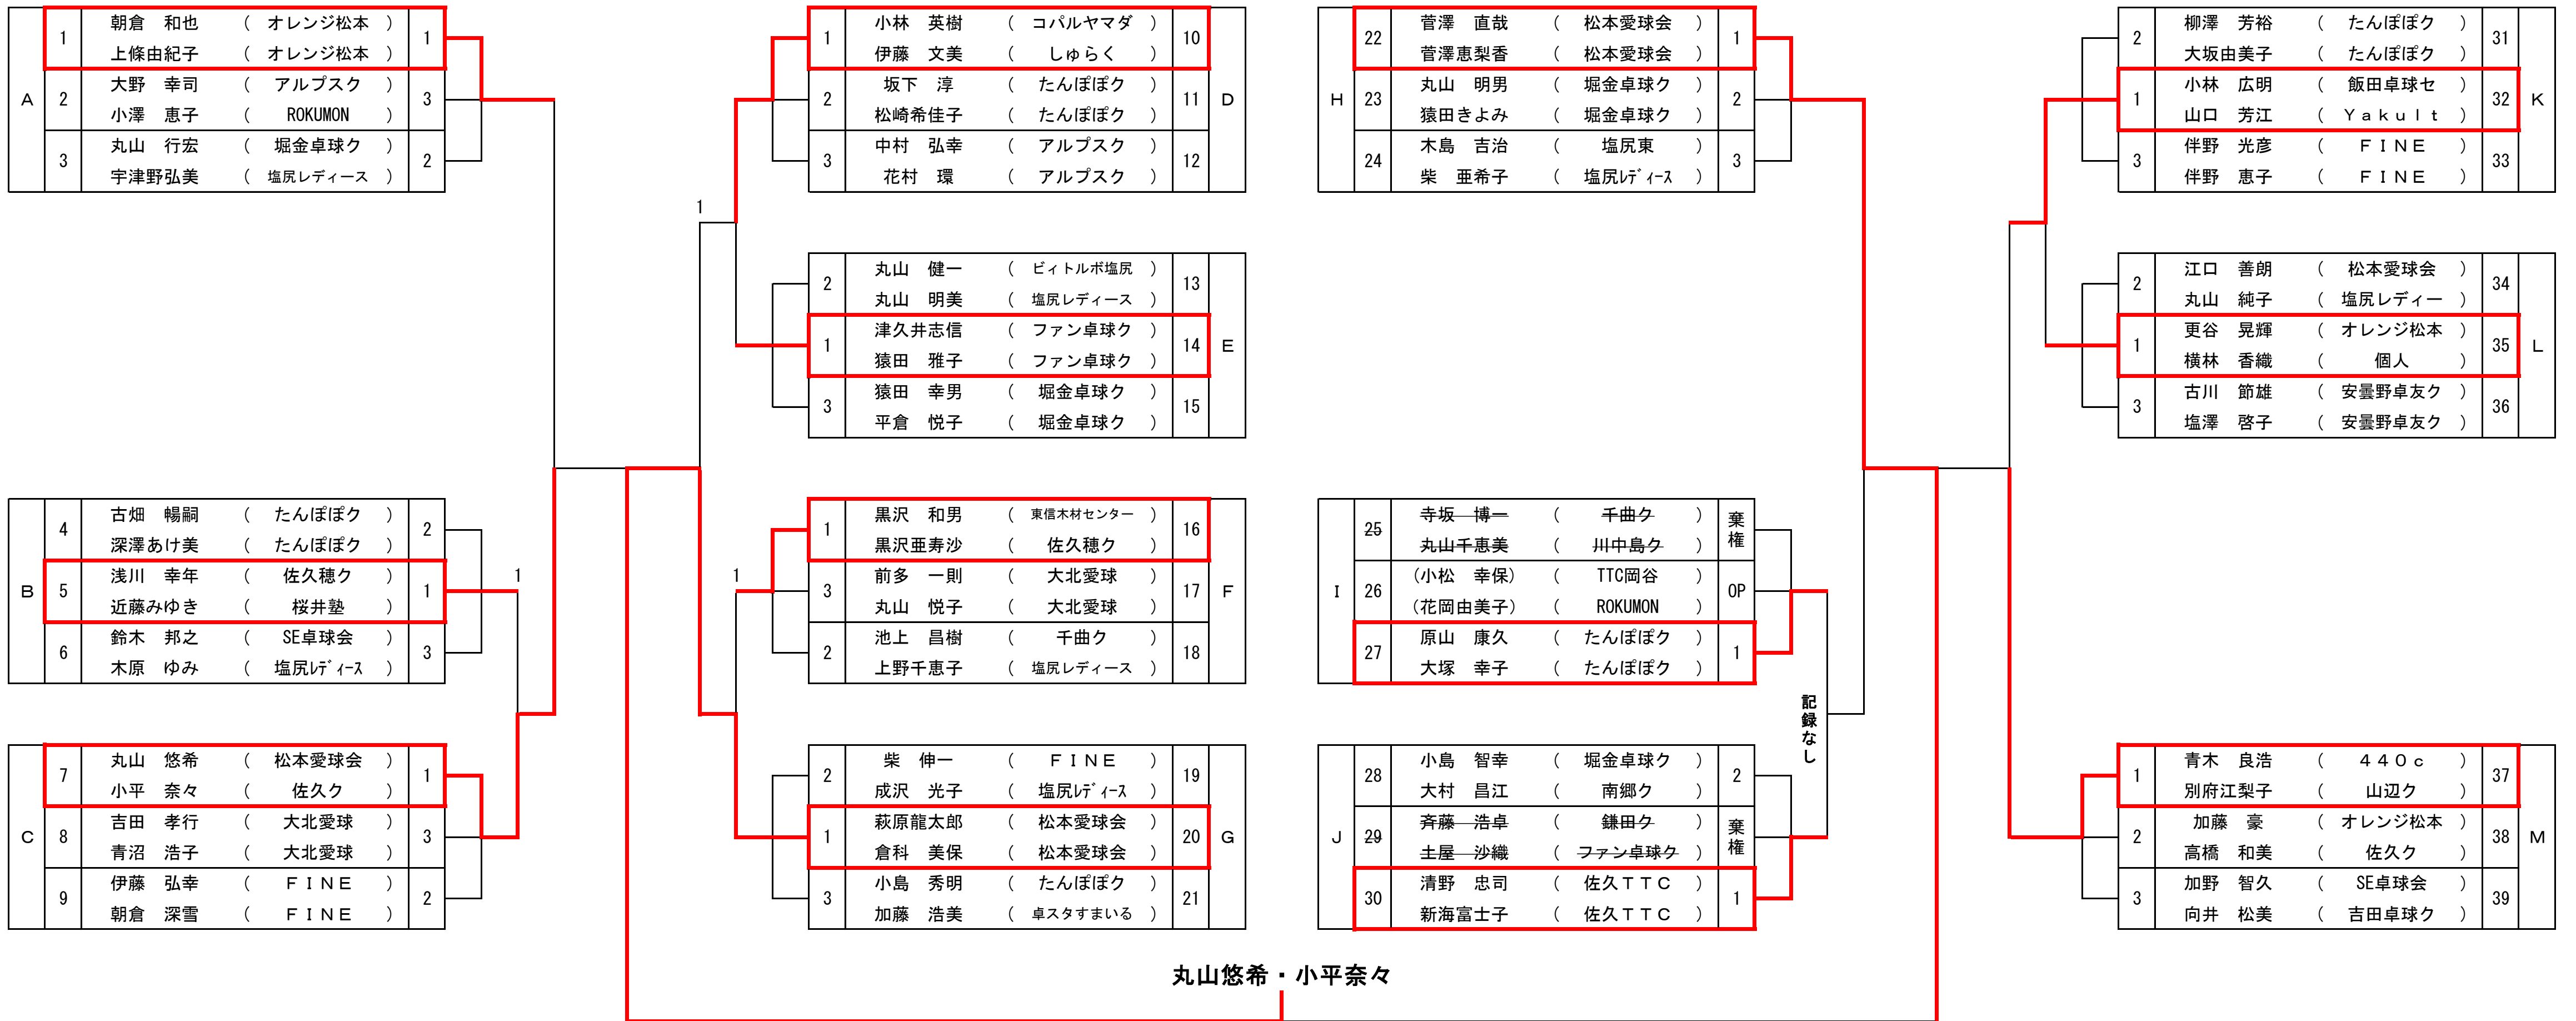 A
1 朝倉 和也 ( オレンジ松本 ) 1
上條由紀子 ( オレンジ松本 )
2 大野 幸司 ( アルプスク ) 3
小澤 恵子 ( ROKUMON )
3 丸山 行宏 ( 堀金卓球ク ) 2
宇津野弘美 ( 塩尻レディース )
B
4 古畑 暢嗣 ( たんぽぽク ) 2
深澤あけ美 ( たんぽぽク )
5 浅川 幸年 ( 佐久穂ク ) 1
近藤みゆき ( 桜井塾 )
6 鈴木 邦之 ( SE卓球会 ) 3
木原 ゆみ ( 塩尻ﾚﾃﾞｨｰｽ )
1
C
7 丸山 悠希 ( 松本愛球会 ) 1
小平 奈々 ( 佐久ク )
8 吉田 孝行 ( 大北愛球 ) 3
青沼 浩子 ( 大北愛球 )
9 伊藤 弘幸 ( ＦＩＮＥ ) 2
朝倉 深雪 ( ＦＩＮＥ )
1
1 小林 英樹 ( コパルヤマダ ) 10
伊藤 文美 ( しゅらく )
2 坂下 淳 ( たんぽぽク ) 11
松崎希佳子 ( たんぽぽク )
3 中村 弘幸 ( アルプスク ) 12
花村 環 ( アルプスク )
D
2 丸山 健一 ( ビィトルボ塩尻 ) 13
丸山 明美 ( 塩尻レディース )
1 津久井志信 ( ファン卓球ク ) 14
猿田 雅子 ( ファン卓球ク )
3 猿田 幸男 ( 堀金卓球ク ) 15
平倉 悦子 ( 堀金卓球ク )
E
1
1 黒沢 和男 ( 東信木材センター ) 16
黒沢亜寿沙 ( 佐久穂ク )
3 前多 一則 ( 大北愛球 ) 17
丸山 悦子 ( 大北愛球 )
2 池上 昌樹 ( 千曲ク ) 18
上野千恵子 ( 塩尻レディース )
F
2 柴 伸一 ( ＦＩＮＥ ) 19
成沢 光子 ( 塩尻ﾚﾃﾞｨｰｽ )
1 萩原龍太郎 ( 松本愛球会 ) 20
倉科 美保 ( 松本愛球会 )
3 小島 秀明 ( たんぽぽク ) 21
加藤 浩美 ( 卓スタすまいる )
G
H
22 菅澤 直哉 ( 松本愛球会 ) 1
菅澤恵梨香 ( 松本愛球会 )
23 丸山 明男 ( 堀金卓球ク ) 2
猿田きよみ ( 堀金卓球ク )
24 木島 吉治 ( 塩尻東 ) 3
柴 亜希子 ( 塩尻ﾚﾃﾞｨｰｽ )
I
25 寺坂 博一 ( 千曲ク ) 棄権
丸山千恵美 ( 川中島ク )
26 (小松 幸保) ( TTC岡谷 ) OP
(花岡由美子) ( ROKUMON )
27 原山 康久 ( たんぽぽク ) 1
大塚 幸子 ( たんぽぽク )
記録なし
J
28 小島 智幸 ( 堀金卓球ク ) 2
大村 昌江 ( 南郷ク )
29 斉藤 浩卓 ( 鎌田ク ) 棄権
土屋 沙織 ( ファン卓球ク )
30 清野 忠司 ( 佐久ＴＴＣ ) 1
新海富士子 ( 佐久ＴＴＣ )
2 柳澤 芳裕 ( たんぽぽク ) 31
大坂由美子 ( たんぽぽク )
1 小林 広明 ( 飯田卓球セ ) 32
山口 芳江 ( Ｙａｋｕｌｔ )
3 伴野 光彦 ( ＦＩＮＥ ) 33
伴野 恵子 ( ＦＩＮＥ )
K
2 江口 善朗 ( 松本愛球会 ) 34
丸山 純子 ( 塩尻レディー )
1 更谷 晃輝 ( オレンジ松本 ) 35
横林 香織 ( 個人 )
3 古川 節雄 ( 安曇野卓友ク ) 36
塩澤 啓子 ( 安曇野卓友ク )
L
1 青木 良浩 ( ４４０ｃ ) 37
別府江梨子 ( 山辺ク )
2 加藤 豪 ( オレンジ松本 ) 38
高橋 和美 ( 佐久ク )
3 加野 智久 ( SE卓球会 ) 39
向井 松美 ( 吉田卓球ク )
M
丸山悠希・小平奈々